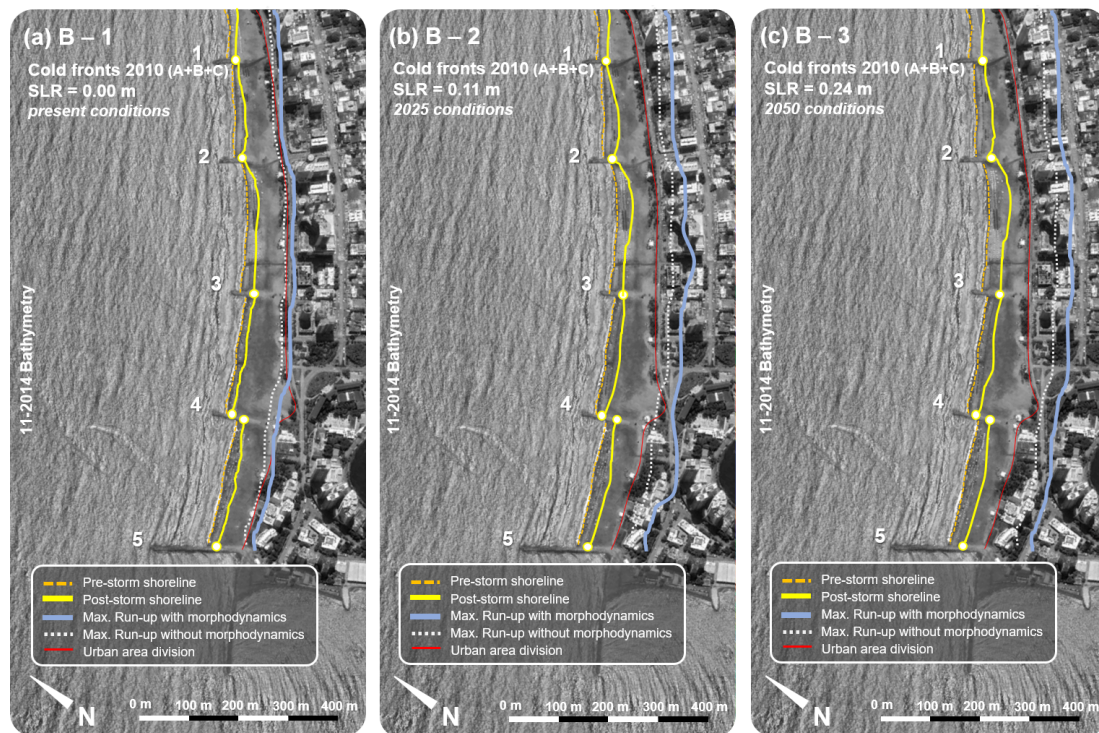 (a) B – 1
Cold fronts 2010 (A+B+C)
SLR = 0.00 m
present conditions
1
2
3
4
5
11-2014 Bathymetry
Pre-storm shoreline
Post-storm shoreline
Max. Run-up with morphodynamics
Max. Run-up without morphodynamics
Urban area division
N
0 m 100 m 200 m 300 m 400 m
(b) B – 2
Cold fronts 2010 (A+B+C)
SLR = 0.11 m
2025 conditions
1
2
3
4
5
11-2014 Bathymetry
Pre-storm shoreline
Post-storm shoreline
Max. Run-up with morphodynamics
Max. Run-up without morphodynamics
Urban area division
N
0 m 100 m 200 m 300 m 400 m
(c) B – 3
Cold fronts 2010 (A+B+C)
SLR = 0.24 m
2050 conditions
1
2
3
4
5
11-2014 Bathymetry
Pre-storm shoreline
Post-storm shoreline
Max. Run-up with morphodynamics
Max. Run-up without morphodynamics
Urban area division
N
0 m 100 m 200 m 300 m 400 m